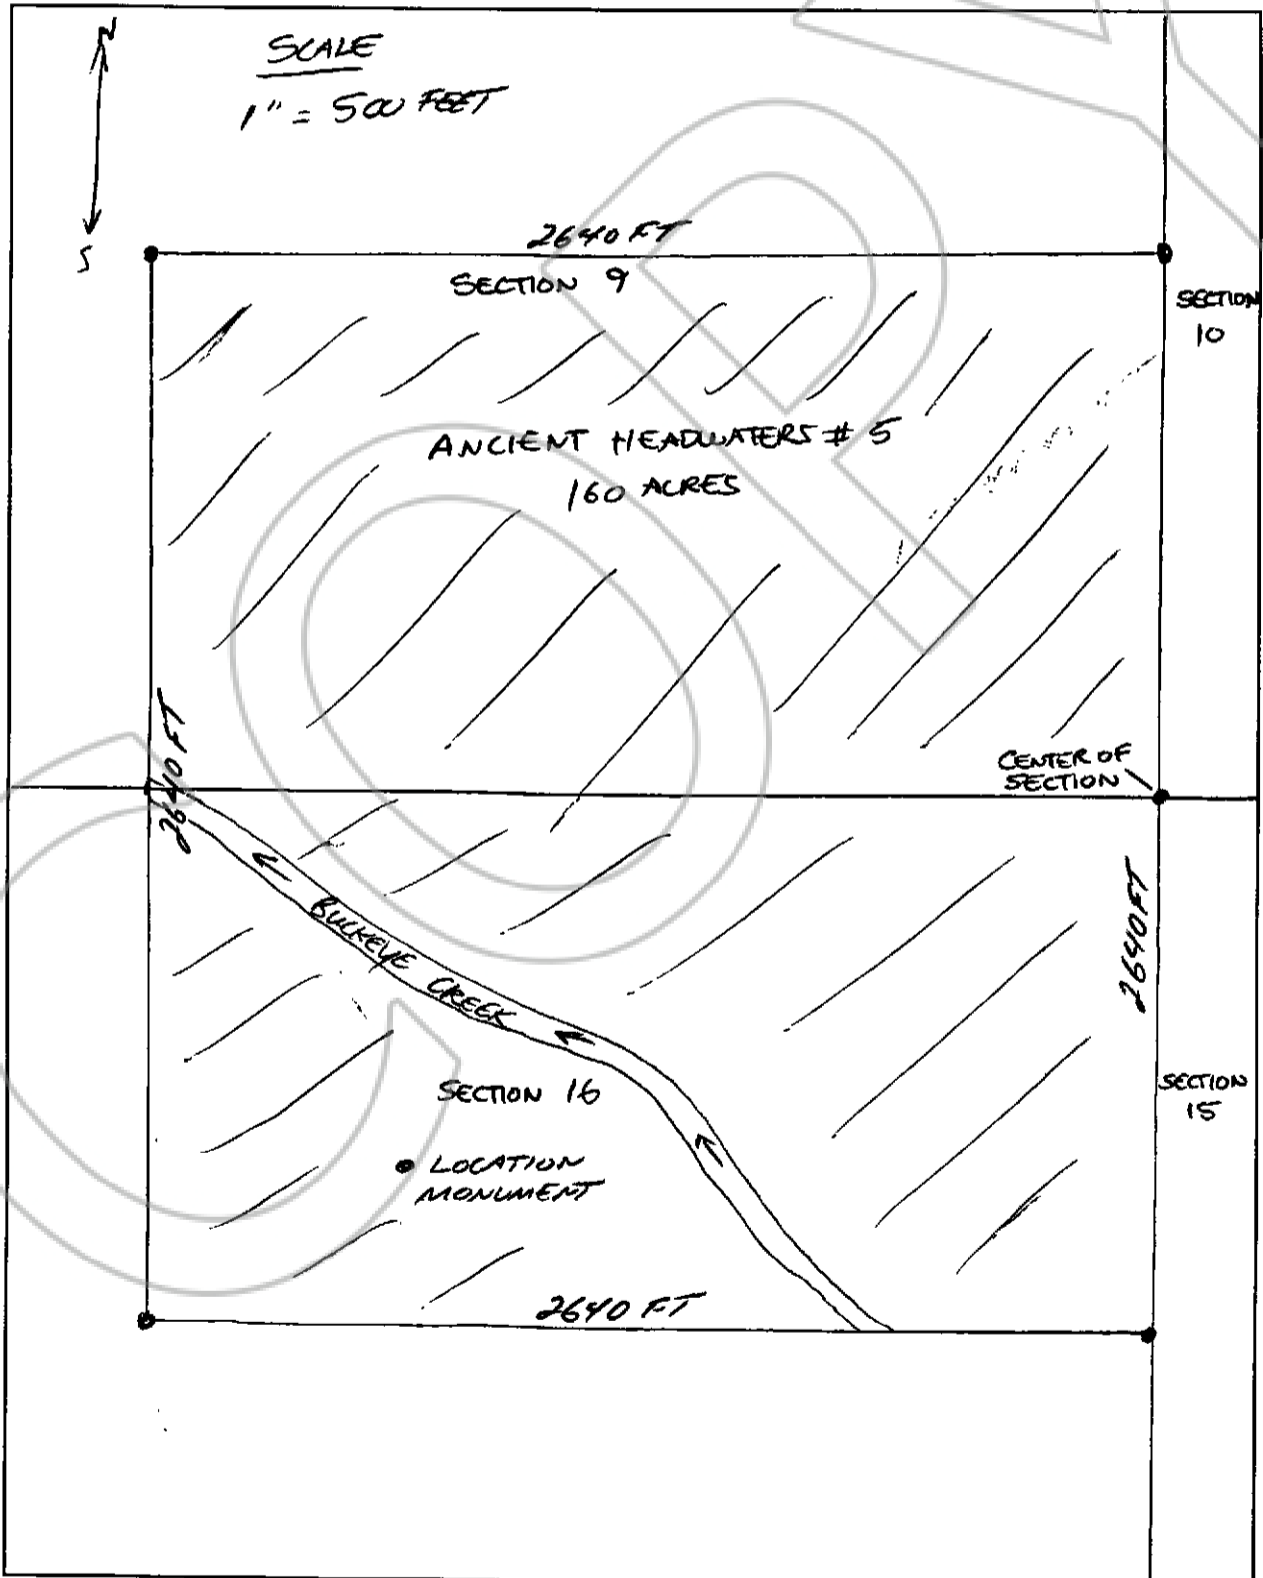 N
SCALE
1" = 500 FEET
S
2640 FT
SECTION 9
SECTION
10
ANCIENT HEADWATERS # 5
160 ACRES
2640 FT
CENTER OF
SECTION
BUCKEYE CREEK
2640 FT
SECTION 16
SECTION
15
LOCATION
MONUMENT
2640 FT
COPY